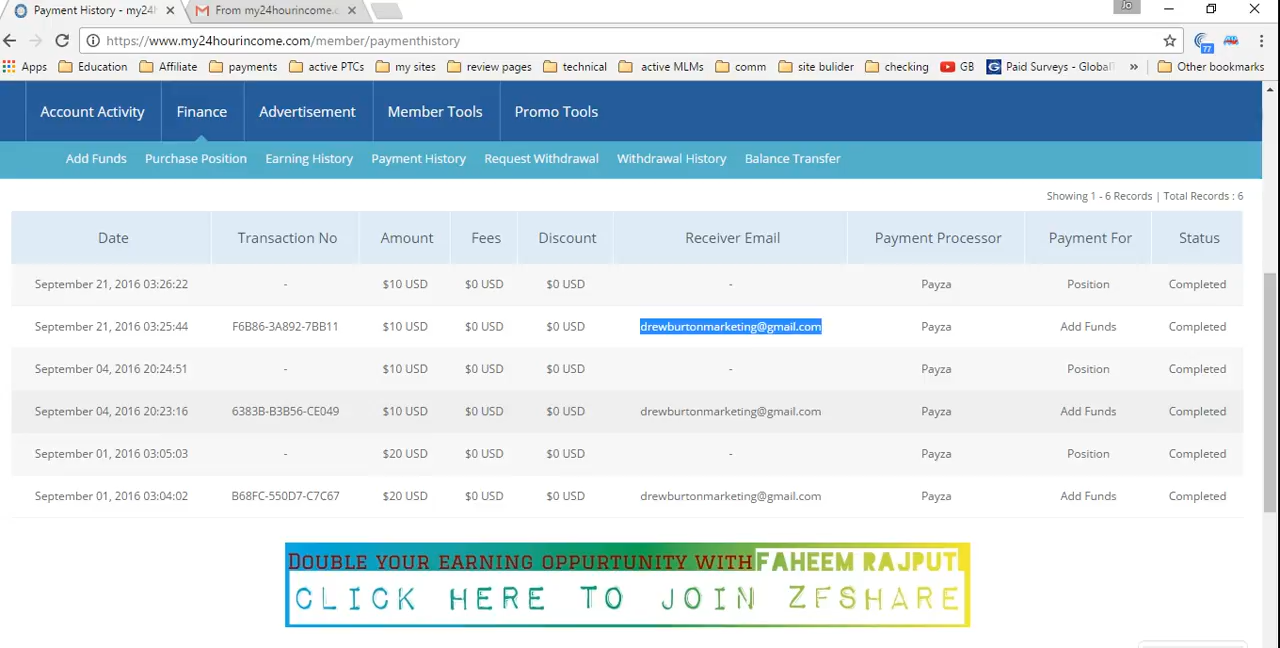 Payment History - my24
From my24hourincome.c
Jo
https://www.my24hourincome.com/member/paymenthistory
77
Apps Education Affiliate payments active PTCs my sites review pages technical active MLMs comm site bulider checking GB Paid Surveys - Global » Other bookmarks
Account Activity Finance Advertisement Member Tools Promo Tools
Add Funds Purchase Position Earning History Payment History Request Withdrawal Withdrawal History Balance Transfer
Showing 1 - 6 Records | Total Records : 6
Date Transaction No Amount Fees Discount Receiver Email Payment Processor Payment For Status
September 21, 2016 03:26:22 - $10 USD $0 USD $0 USD - Payza Position Completed
September 21, 2016 03:25:44 F6B86-3A892-7BB11 $10 USD $0 USD $0 USD drewburtonmarketing@gmail.com Payza Add Funds Completed
September 04, 2016 20:24:51 - $10 USD $0 USD $0 USD - Payza Position Completed
September 04, 2016 20:23:16 6383B-B3B56-CE049 $10 USD $0 USD $0 USD drewburtonmarketing@gmail.com Payza Add Funds Completed
September 01, 2016 03:05:03 - $20 USD $0 USD $0 USD - Payza Position Completed
September 01, 2016 03:04:02 B68FC-550D7-C7C67 $20 USD $0 USD $0 USD drewburtonmarketing@gmail.com Payza Add Funds Completed
Double your earning oppurtunity with FAHEEM RAJPUT
CLICK HERE TO JOIN ZFSHARE